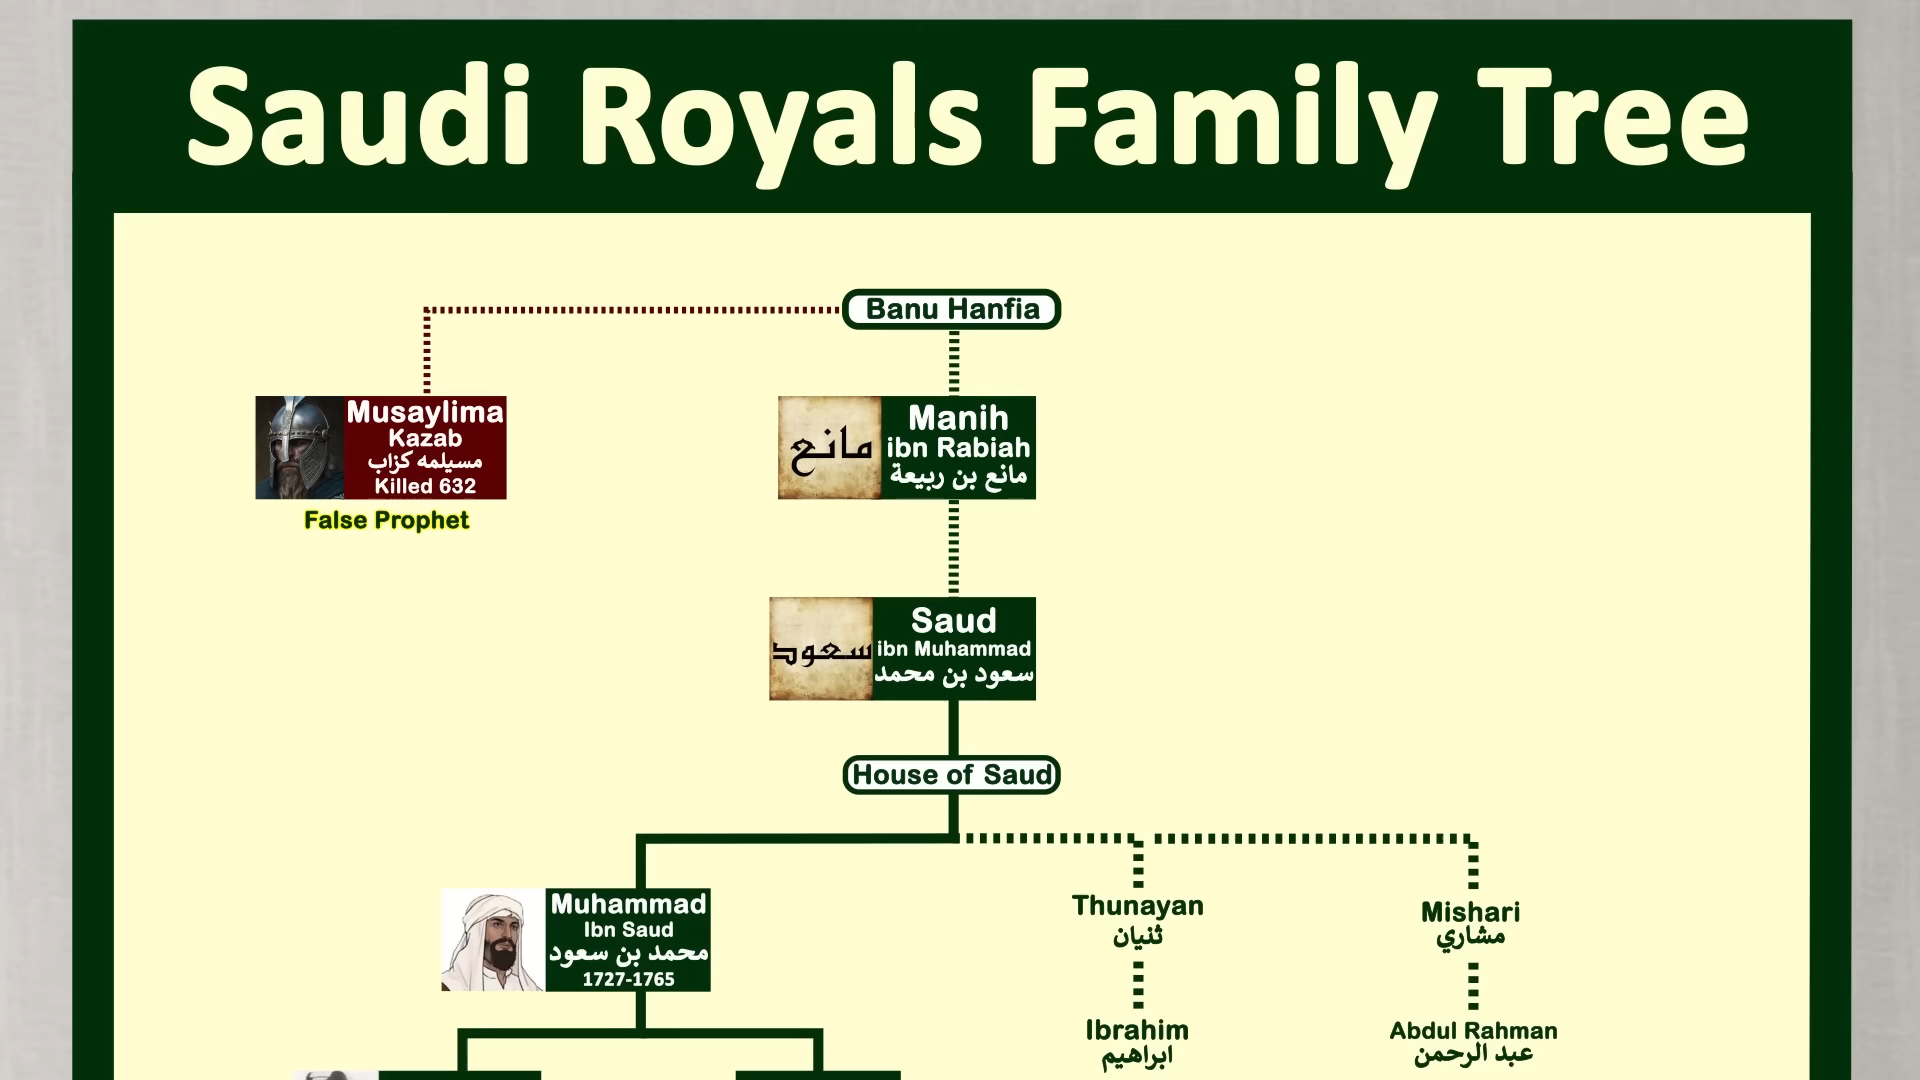 Saudi Royals Family Tree
Banu Hanfia
Musaylima
Kazab
مسيلمه كزاب
Killed 632
False Prophet
مانع
Manih
ibn Rabiah
مانع بن ربيعة
سعود
Saud
ibn Muhammad
سعود بن محمد
House of Saud
Muhammad
Ibn Saud
محمد بن سعود
1727-1765
Thunayan
ثنيان
Mishari
مشاري
Ibrahim
ابراهيم
Abdul Rahman
عبد الرحمن